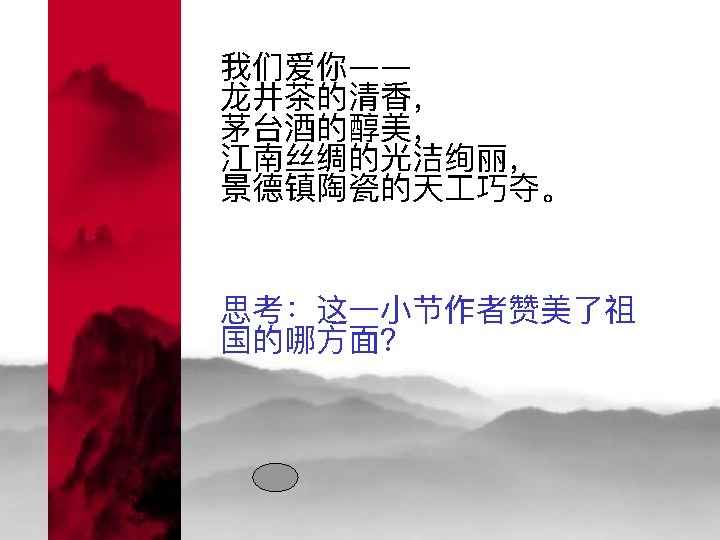 我们爱你——
龙井茶的清香，
茅台酒的醇美，
江南丝绸的光洁绚丽，
景德镇陶瓷的天工巧夺。
思考：这一小节作者赞美了祖
国的哪方面？